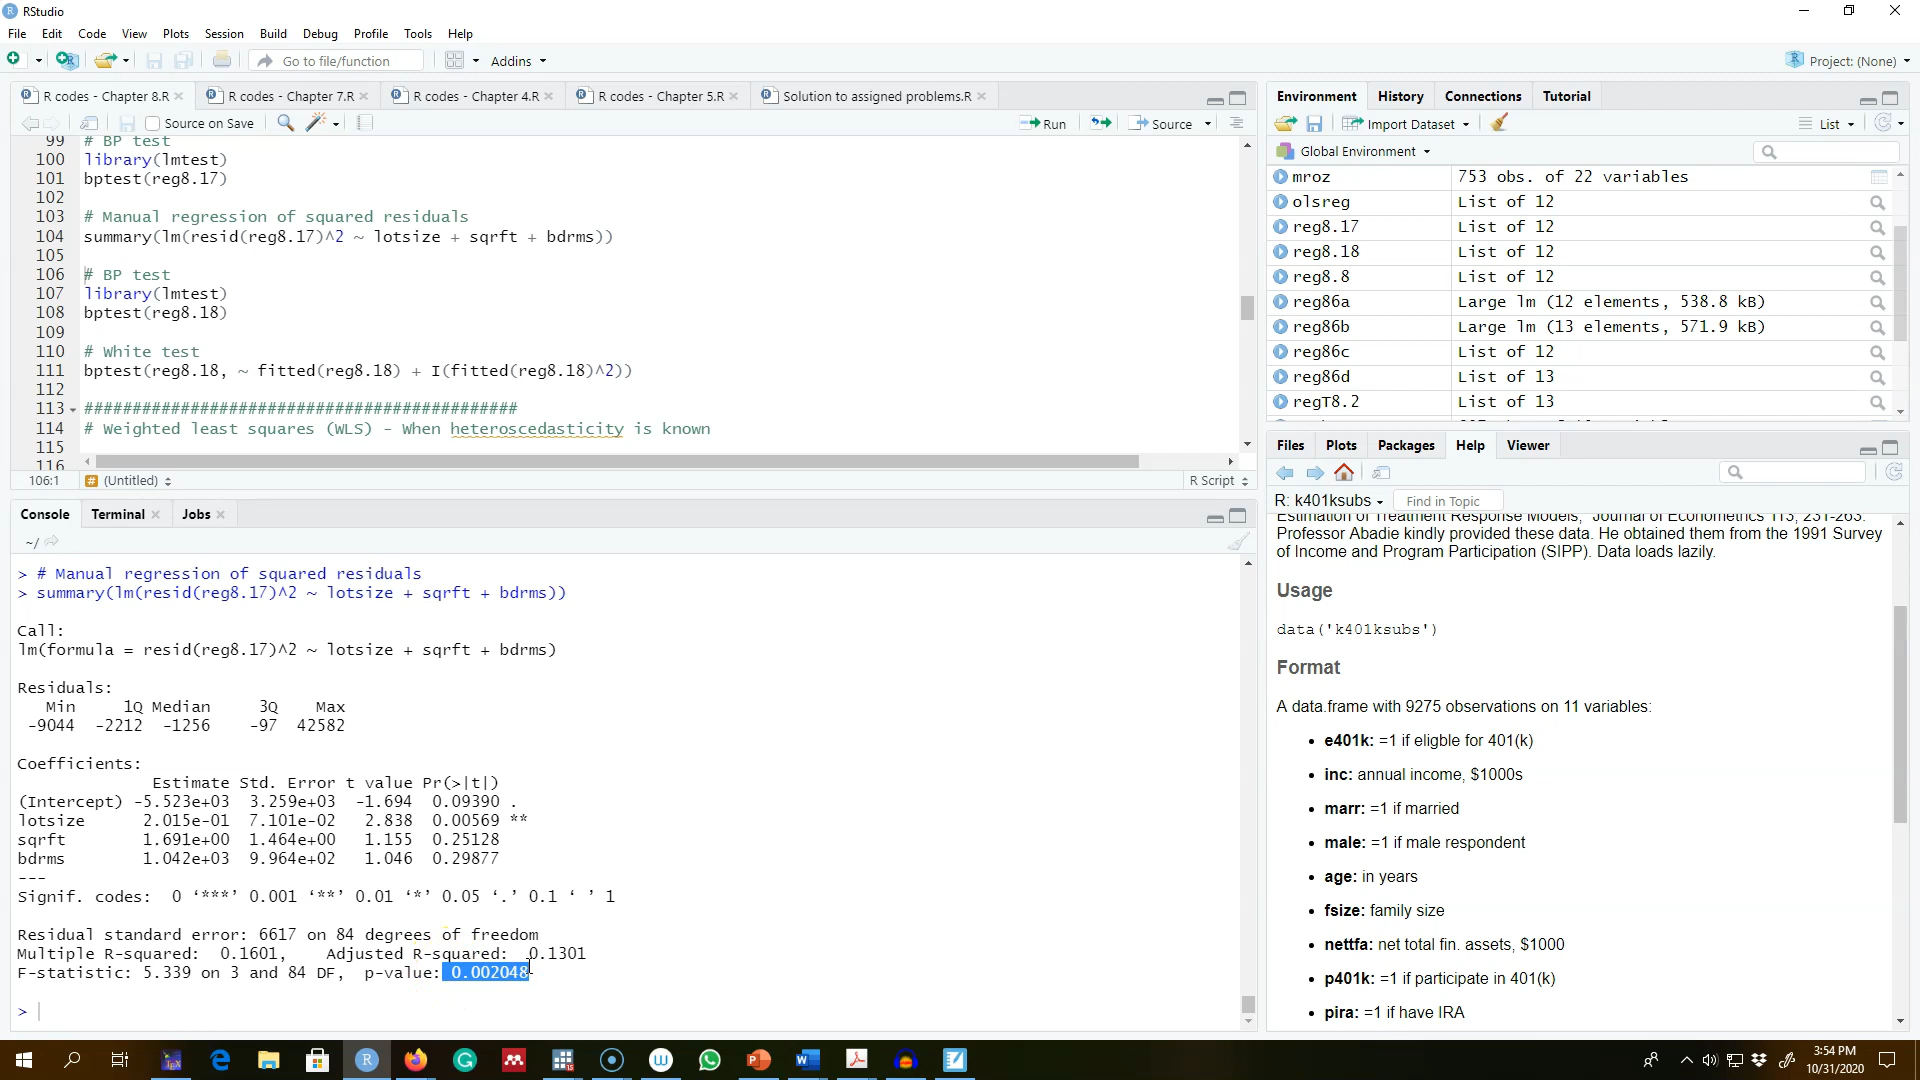 RStudio
File Edit Code View Plots Session Build Debug Profile Tools Help
Go to file/function
Addins
Project: (None)
R codes - Chapter 8.R
R codes - Chapter 7.R
R codes - Chapter 4.R
R codes - Chapter 5.R
Solution to assigned problems.R
Source on Save
Run
Source
99 # BP test
100 library(lmtest)
101 bptest(reg8.17)
102
103 # Manual regression of squared residuals
104 summary(lm(resid(reg8.17)^2 ~ lotsize + sqrft + bdrms))
105
106 # BP test
107 library(lmtest)
108 bptest(reg8.18)
109
110 # White test
111 bptest(reg8.18, ~ fitted(reg8.18) + I(fitted(reg8.18)^2))
112
113 #############################################
114 # Weighted least squares (WLS) - When heteroscedasticity is known
115
116
106:1
# (Untitled)
R Script
Console Terminal Jobs
~/
> # Manual regression of squared residuals
> summary(lm(resid(reg8.17)^2 ~ lotsize + sqrft + bdrms))
Call:
lm(formula = resid(reg8.17)^2 ~ lotsize + sqrft + bdrms)
Residuals:
Min 1Q Median 3Q Max
-9044 -2212 -1256 -97 42582
Coefficients:
Estimate Std. Error t value Pr(>|t|)
(Intercept) -5.523e+03 3.259e+03 -1.694 0.09390 .
lotsize 2.015e-01 7.101e-02 2.838 0.00569 **
sqrft 1.691e+00 1.464e+00 1.155 0.25128
bdrms 1.042e+03 9.964e+02 1.046 0.29877
---
Signif. codes: 0 ‘***’ 0.001 ‘**’ 0.01 ‘*’ 0.05 ‘.’ 0.1 ‘ ’ 1
Residual standard error: 6617 on 84 degrees of freedom
Multiple R-squared: 0.1601, Adjusted R-squared: 0.1301
F-statistic: 5.339 on 3 and 84 DF, p-value: 0.002048
>
Environment History Connections Tutorial
Import Dataset
List
Global Environment
mroz 753 obs. of 22 variables
olsreg List of 12
reg8.17 List of 12
reg8.18 List of 12
reg8.8 List of 12
reg86a Large lm (12 elements, 538.8 kB)
reg86b Large lm (13 elements, 571.9 kB)
reg86c List of 12
reg86d List of 13
regT8.2 List of 13
Files Plots Packages Help Viewer
R: k401ksubs
Find in Topic
Estimation of Treatment Response Models," Journal of Econometrics 113, 231-263.
Professor Abadie kindly provided these data. He obtained them from the 1991 Survey
of Income and Program Participation (SIPP). Data loads lazily.
Usage
data('k401ksubs')
Format
A data.frame with 9275 observations on 11 variables:
• e401k: =1 if eligble for 401(k)
• inc: annual income, $1000s
• marr: =1 if married
• male: =1 if male respondent
• age: in years
• fsize: family size
• nettfa: net total fin. assets, $1000
• p401k: =1 if participate in 401(k)
• pira: =1 if have IRA
3:54 PM
10/31/2020